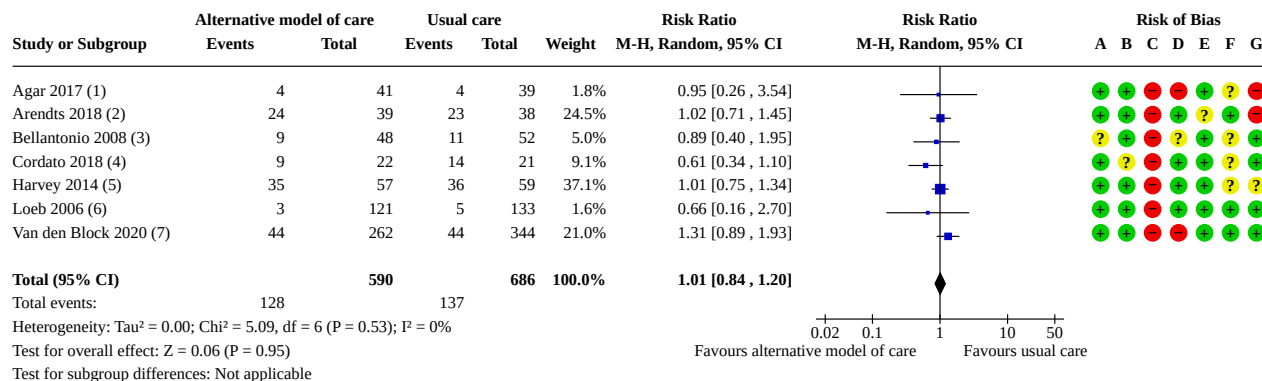 Alternative model of care Usual care Risk Ratio Risk Ratio Risk of Bias
Study or Subgroup Events Total Events Total Weight M-H, Random, 95% CI M-H, Random, 95% CI A B C D E F G
Agar 2017 (1) 4 41 4 39 1.8% 0.95 [0.26 , 3.54] + + − − + ? −
Arendts 2018 (2) 24 39 23 38 24.5% 1.02 [0.71 , 1.45] + + − + ? + −
Bellantonio 2008 (3) 9 48 11 52 5.0% 0.89 [0.40 , 1.95] ? + − ? + ? +
Cordato 2018 (4) 9 22 14 21 9.1% 0.61 [0.34 , 1.10] + ? − + + ? +
Harvey 2014 (5) 35 57 36 59 37.1% 1.01 [0.75 , 1.34] + + − + + ? ?
Loeb 2006 (6) 3 121 5 133 1.6% 0.66 [0.16 , 2.70] + + − + + + +
Van den Block 2020 (7) 44 262 44 344 21.0% 1.31 [0.89 , 1.93] + + − − + + +
Total (95% CI) 590 686 100.0% 1.01 [0.84 , 1.20]
Total events: 128 137
Heterogeneity: Tau² = 0.00; Chi² = 5.09, df = 6 (P = 0.53); I² = 0%
0.02 0.1 1 10 50
Test for overall effect: Z = 0.06 (P = 0.95) Favours alternative model of care Favours usual care
Test for subgroup differences: Not applicable